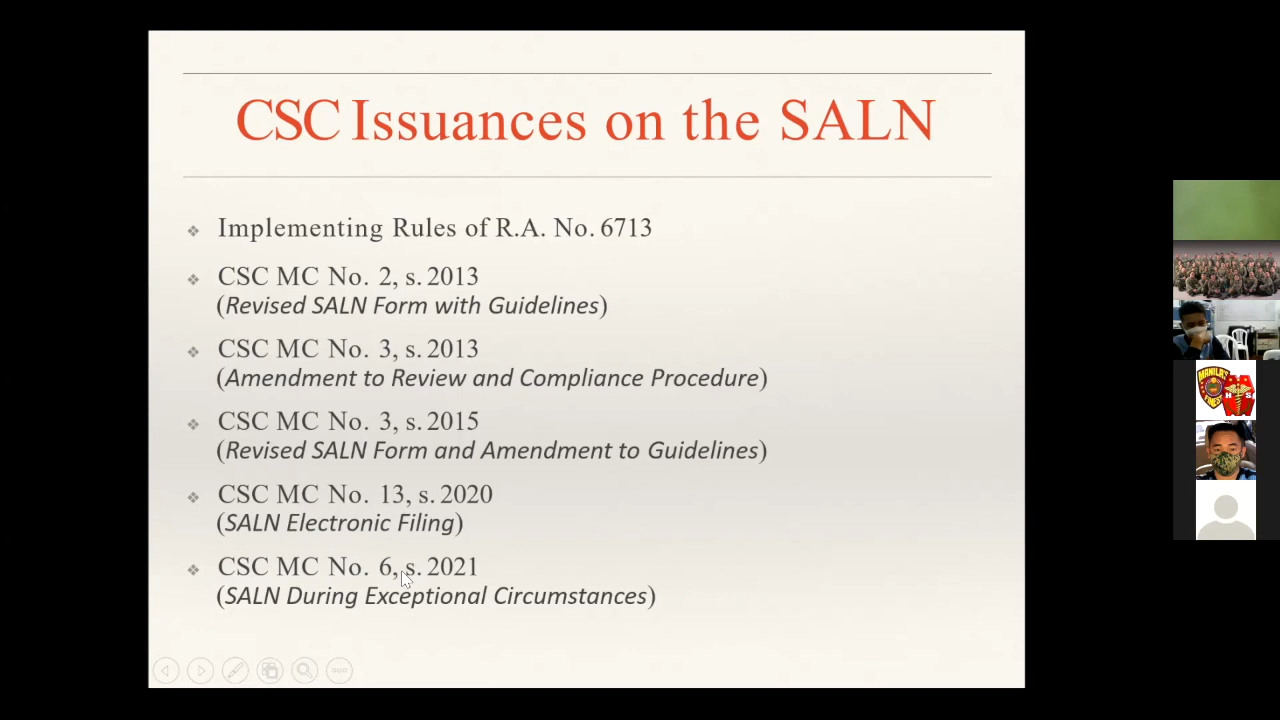 CSC Issuances on the SALN
Implementing Rules of R.A. No. 6713
CSC MC No. 2, s. 2013
(Revised SALN Form with Guidelines)
CSC MC No. 3, s. 2013
(Amendment to Review and Compliance Procedure)
CSC MC No. 3, s. 2015
(Revised SALN Form and Amendment to Guidelines)
CSC MC No. 13, s. 2020
(SALN Electronic Filing)
CSC MC No. 6, s. 2021
(SALN During Exceptional Circumstances)
MANILA'S
FINEST